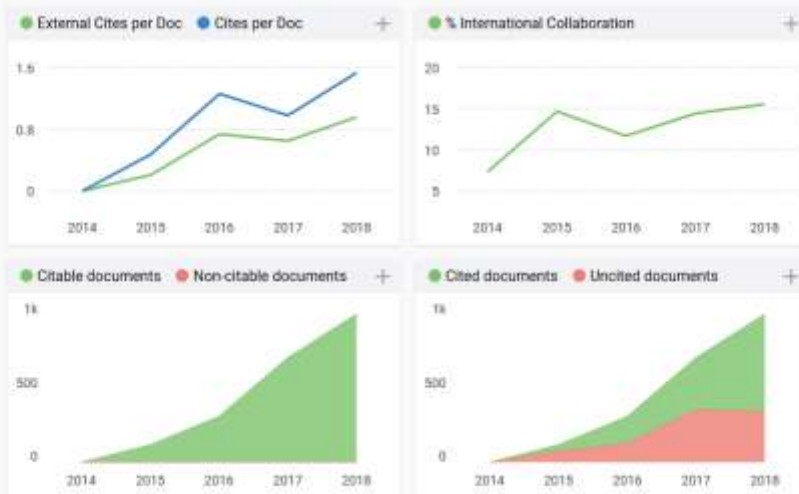 External Cites per Doc Cites per Doc +
1.6
0.8
0
2014 2015 2016 2017 2018
% International Collaboration +
20
15
10
5
2014 2015 2016 2017 2018
Citable documents Non-citable documents +
1k
500
0
2014 2015 2016 2017 2018
Cited documents Uncited documents +
1k
500
0
2014 2015 2016 2017 2018